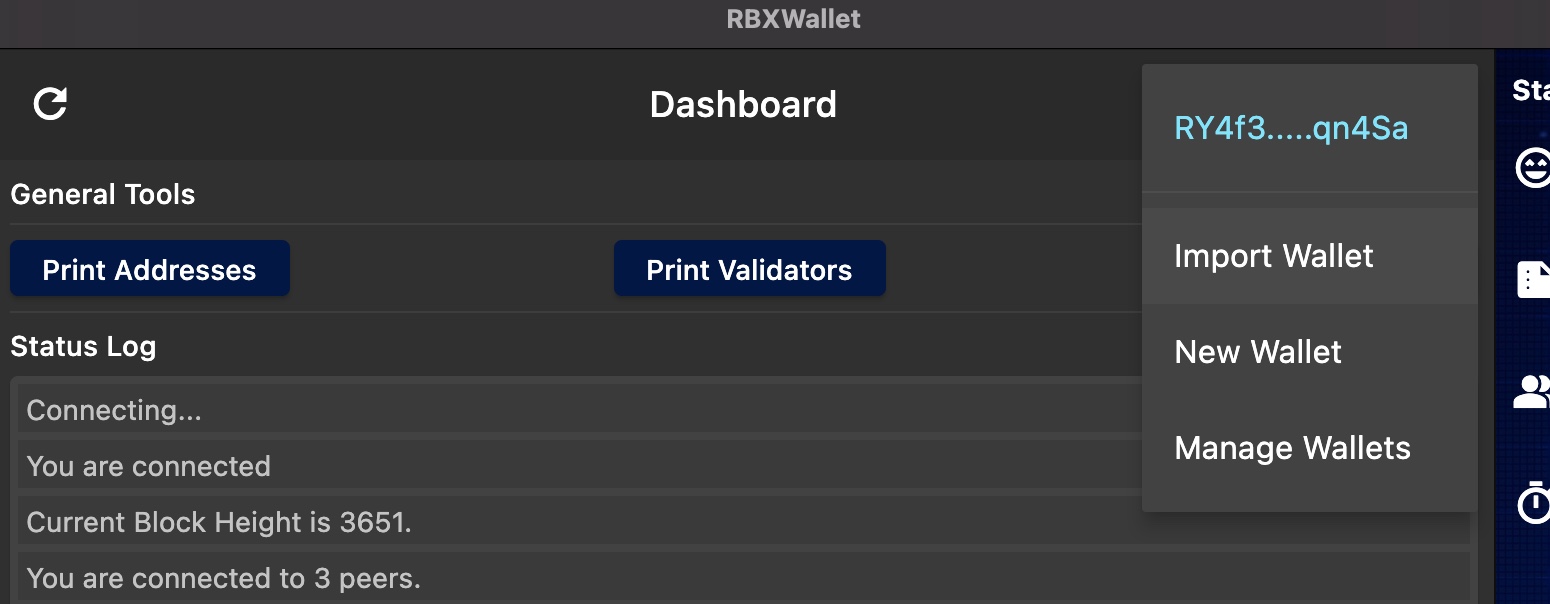 RBXWallet
Dashboard
RY4f3.....qn4Sa
General Tools
Print Addresses
Print Validators
Import Wallet
New Wallet
Manage Wallets
Status Log
Connecting...
You are connected
Current Block Height is 3651.
You are connected to 3 peers.